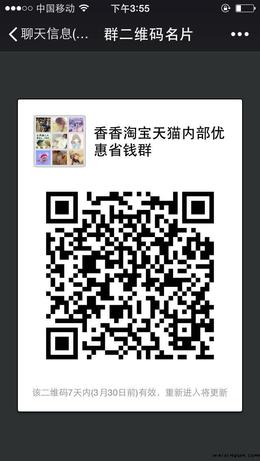 中国移动 下午3:55
聊天信息(... 群二维码名片
香香淘宝天猫内部优
惠省钱群
该二维码7天内(3月30日前)有效，重新进入将更新